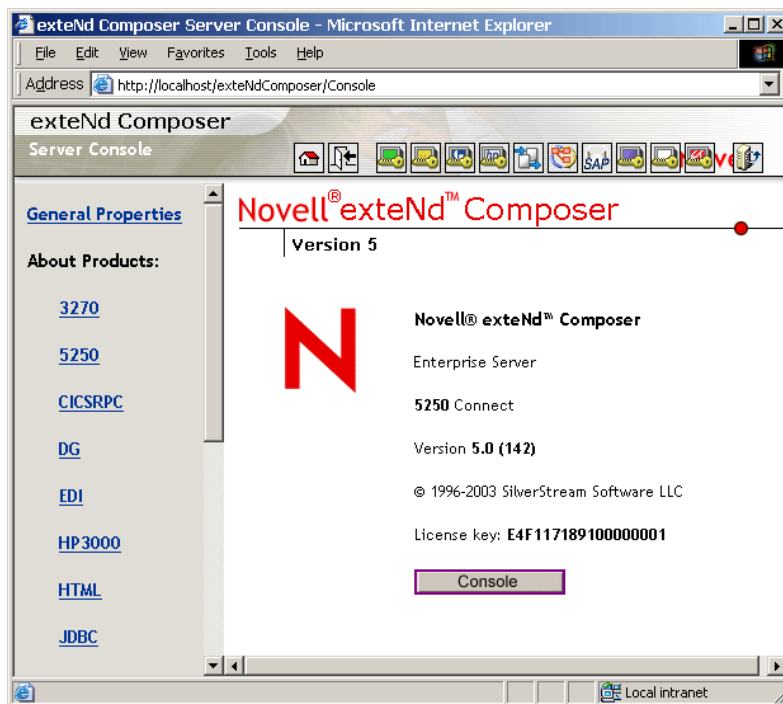 exteNd Composer Server Console - Microsoft Internet Explorer
File Edit View Favorites Tools Help
Address http://localhost/exteNdComposer/Console
exteNd Composer
Server Console
SAP
General Properties
About Products:
3270
5250
CICSRPC
DG
EDI
HP3000
HTML
JDBC
Novell® exteNd™ Composer
Version 5
N
Novell® exteNd™ Composer
Enterprise Server
5250 Connect
Version 5.0 (142)
© 1996-2003 SilverStream Software LLC
License key: E4F117189100000001
Console
Local intranet